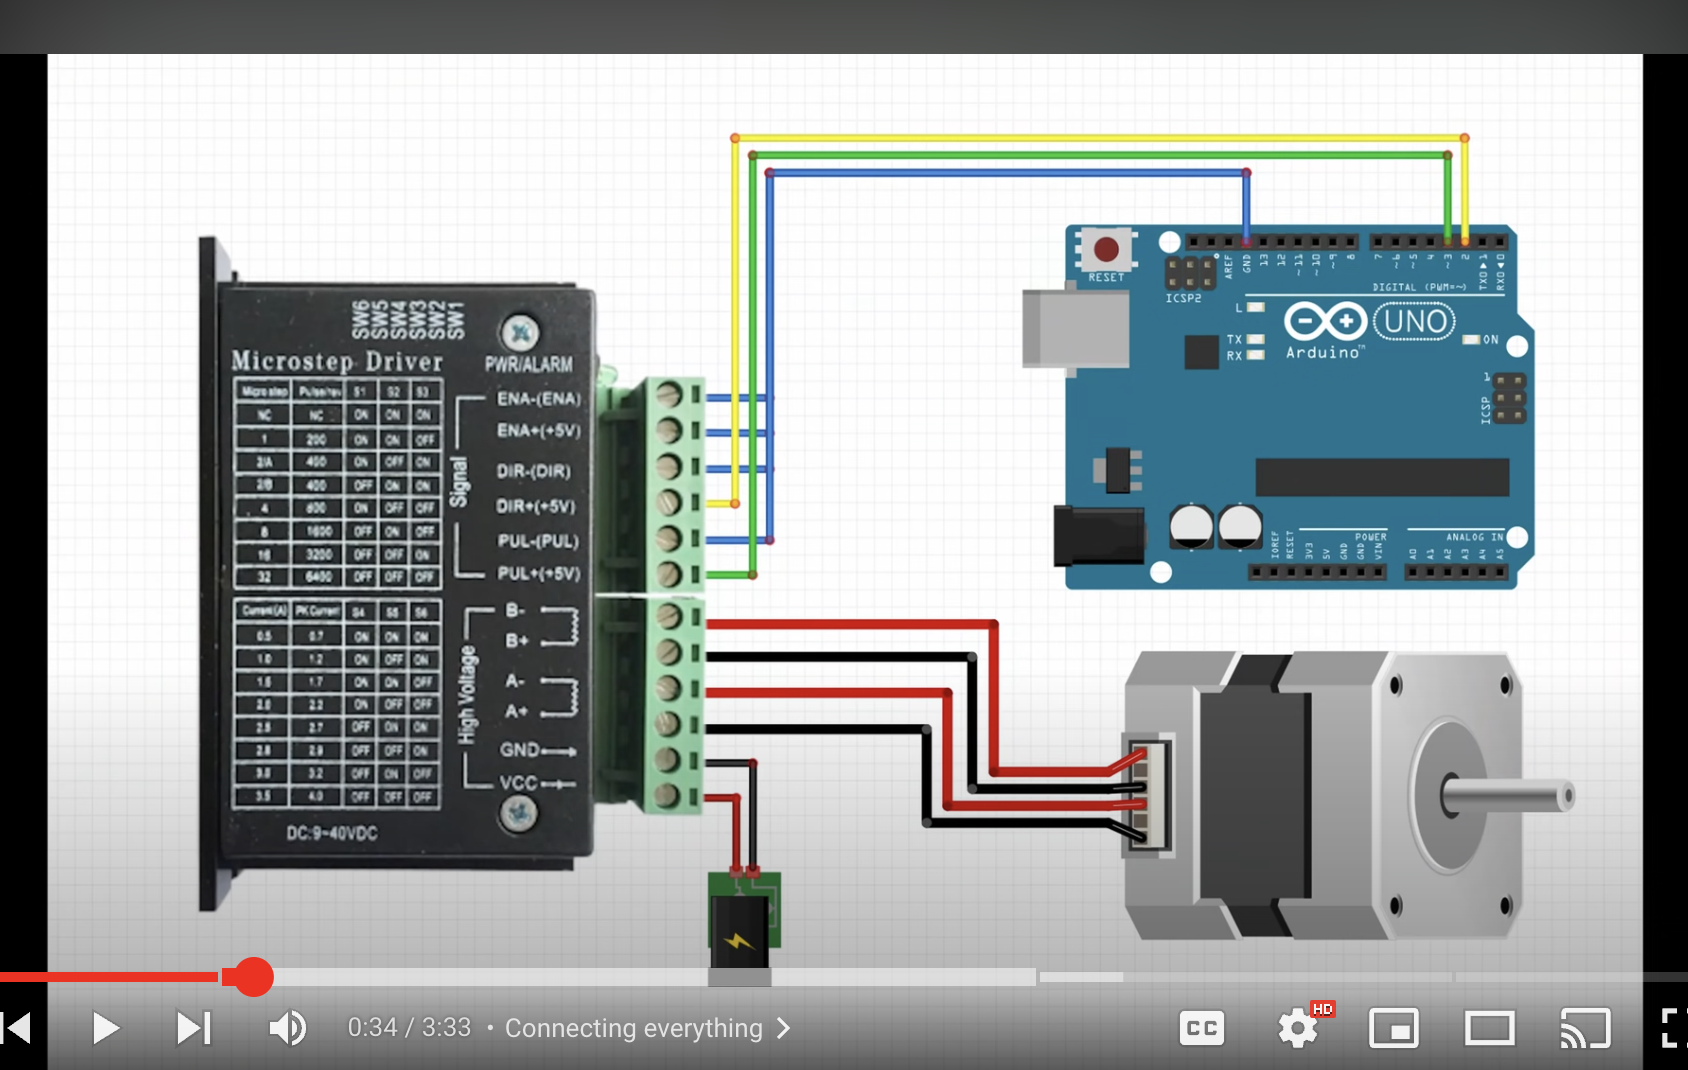 SW6
SW5
SW4
SW3
SW2
SW1
Microstep Driver
PWR/ALARM
Microstep Pulse/rev S1 S2 S3
NC NC ON ON ON
1 200 ON ON OFF
2/A 400 ON OFF ON
2/B 400 OFF ON ON
4 800 ON OFF OFF
8 1600 OFF ON OFF
16 3200 OFF OFF ON
32 6400 OFF OFF OFF
Signal
ENA-(ENA)
ENA+(+5V)
DIR-(DIR)
DIR+(+5V)
PUL-(PUL)
PUL+(+5V)
Current(A) PK Current S4 S5 S6
0.5 0.7 ON ON ON
1.0 1.2 ON OFF ON
1.5 1.7 ON ON OFF
2.0 2.2 ON OFF OFF
2.5 2.7 OFF ON ON
2.8 2.9 OFF OFF ON
3.0 3.2 OFF ON OFF
3.5 4.0 OFF OFF OFF
High Voltage
B-
B+
A-
A+
GND
VCC
DC:9~40VDC
RESET
ICSP2
AREF
GND
13
12
~11
~10
~9
8
7
~6
~5
4
~3
2
TX0▶1
RX0◀0
DIGITAL (PWM=~)
L
TX
RX
UNO
Arduino™
ON
1
ICSP
IOREF
RESET
3V3
5V
GND
GND
VIN
POWER
ANALOG IN
A0
A1
A2
A3
A4
A5
0:34 / 3:33 • Connecting everything
CC
HD